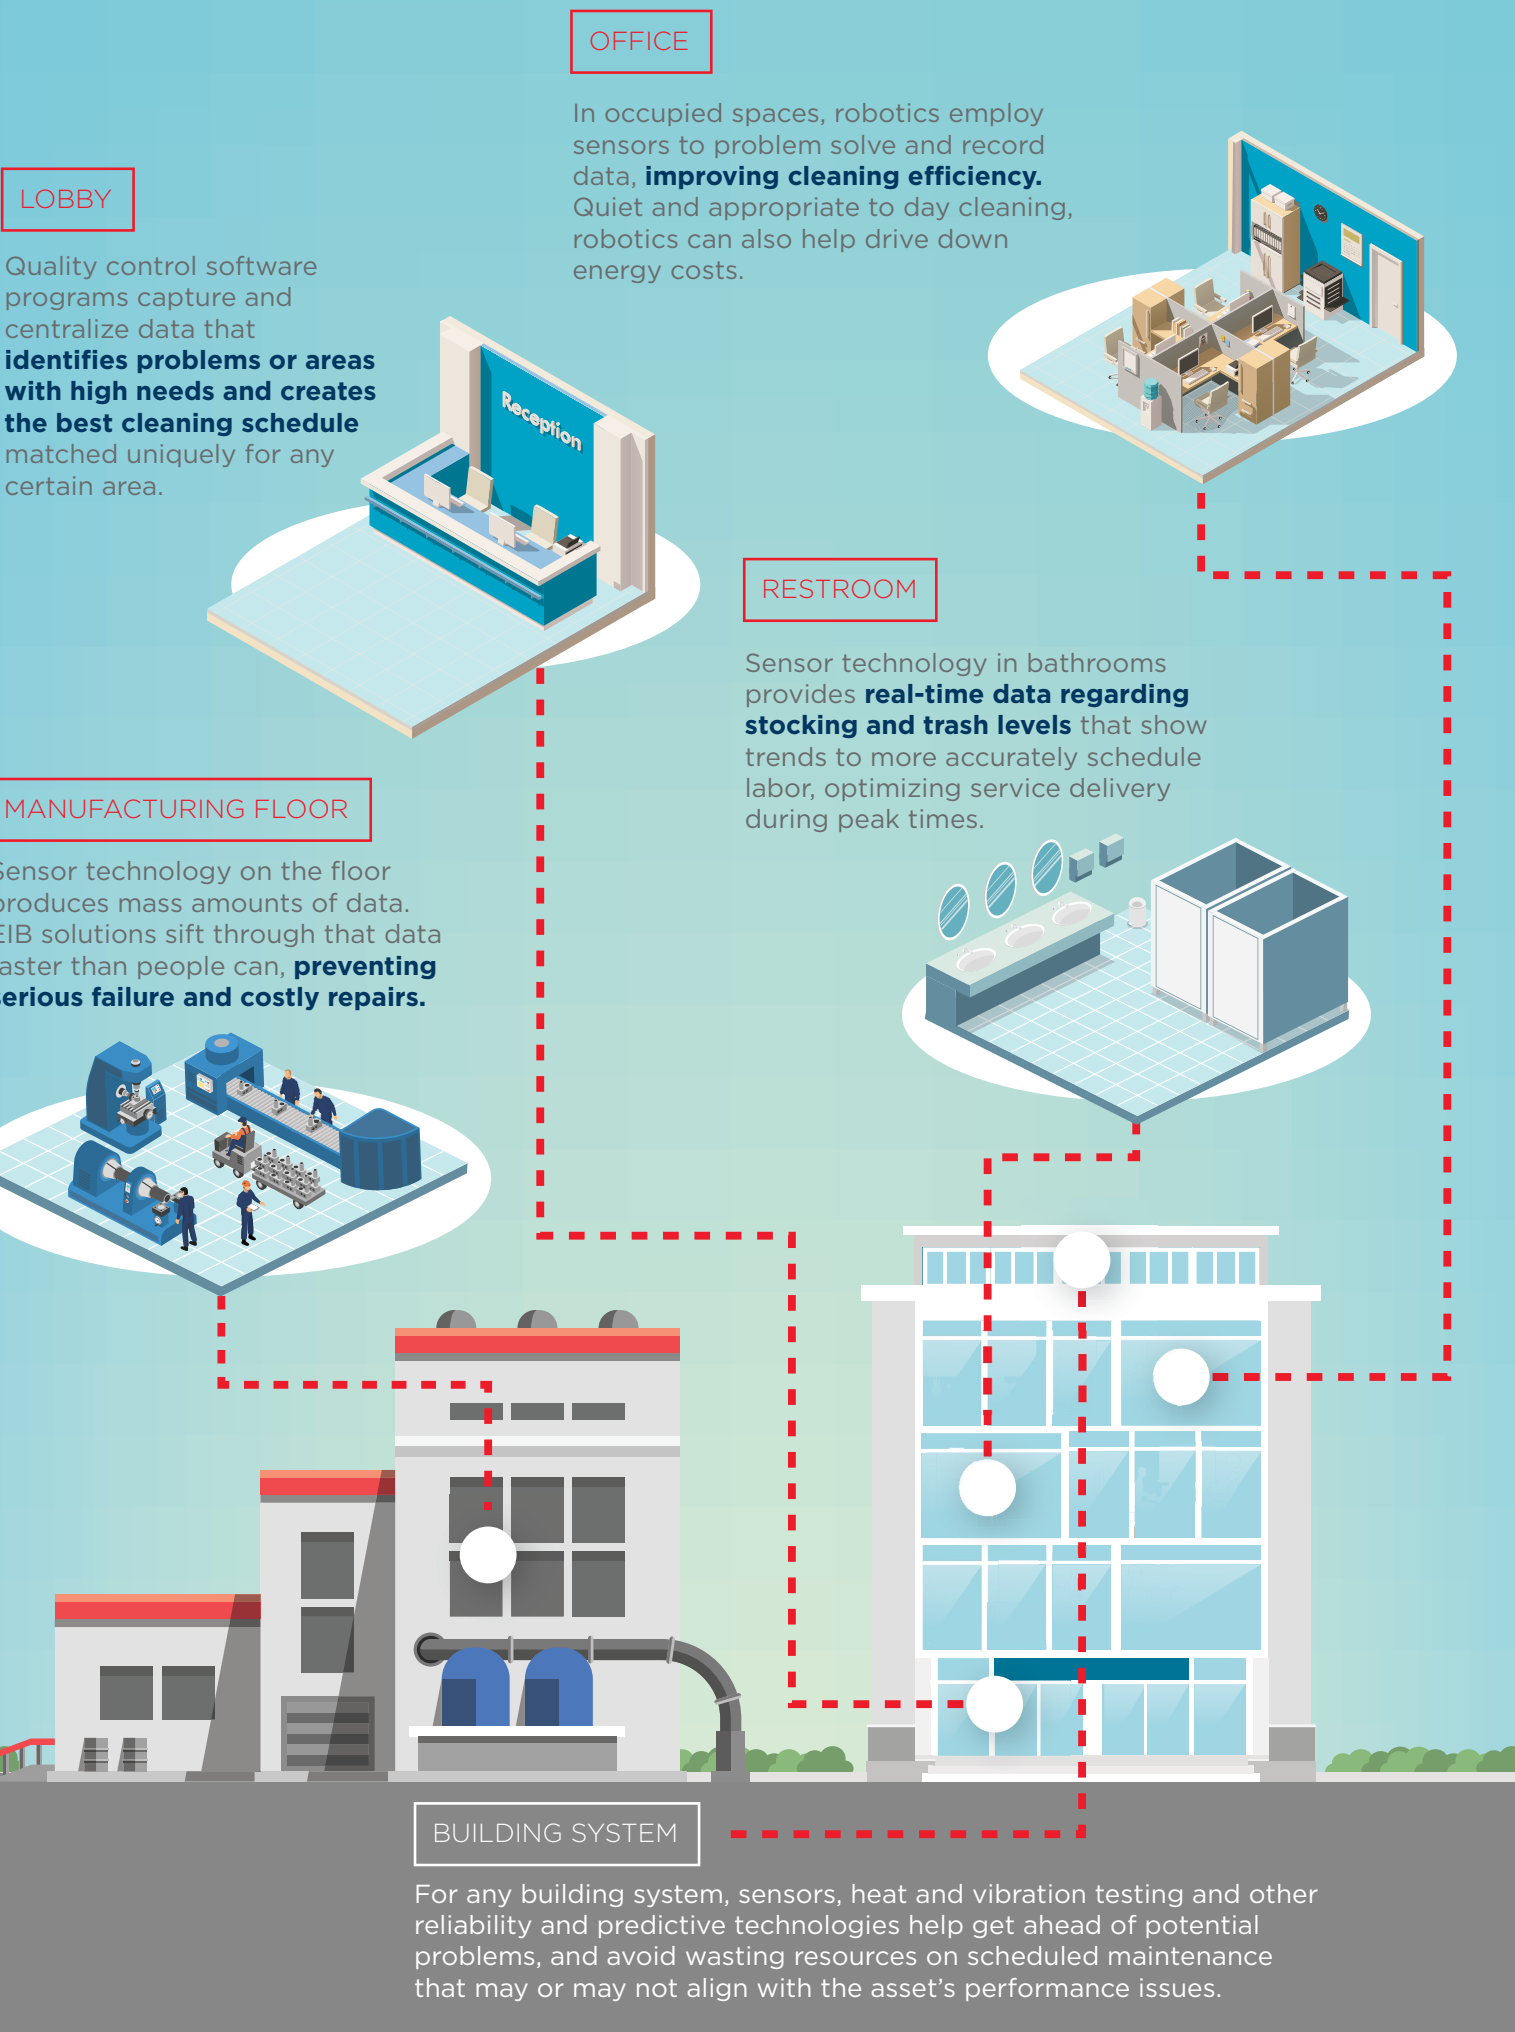 OFFICE
In occupied spaces, robotics employ
sensors to problem solve and record
data, improving cleaning efficiency.
Quiet and appropriate to day cleaning,
robotics can also help drive down
energy costs.
LOBBY
Quality control software
programs capture and
centralize data that
identifies problems or areas
with high needs and creates
the best cleaning schedule
matched uniquely for any
certain area.
Reception
RESTROOM
Sensor technology in bathrooms
provides real-time data regarding
stocking and trash levels that show
trends to more accurately schedule
labor, optimizing service delivery
during peak times.
MANUFACTURING FLOOR
Sensor technology on the floor
produces mass amounts of data.
EIB solutions sift through that data
faster than people can, preventing
serious failure and costly repairs.
BUILDING SYSTEM
For any building system, sensors, heat and vibration testing and other
reliability and predictive technologies help get ahead of potential
problems, and avoid wasting resources on scheduled maintenance
that may or may not align with the asset's performance issues.